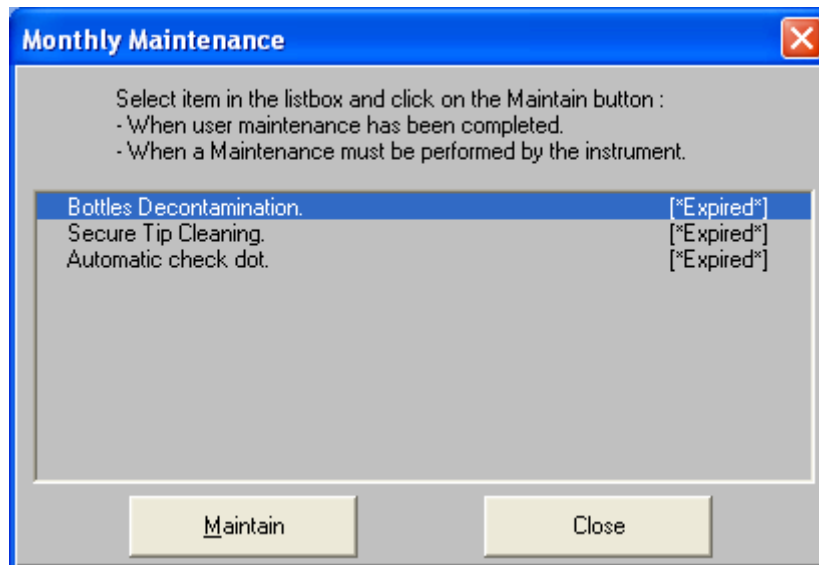 Monthly Maintenance
Select item in the listbox and click on the Maintain button :
- When user maintenance has been completed.
- When a Maintenance must be performed by the instrument.
Bottles Decontamination. [*Expired*]
Secure Tip Cleaning. [*Expired*]
Automatic check dot. [*Expired*]
Maintain Close